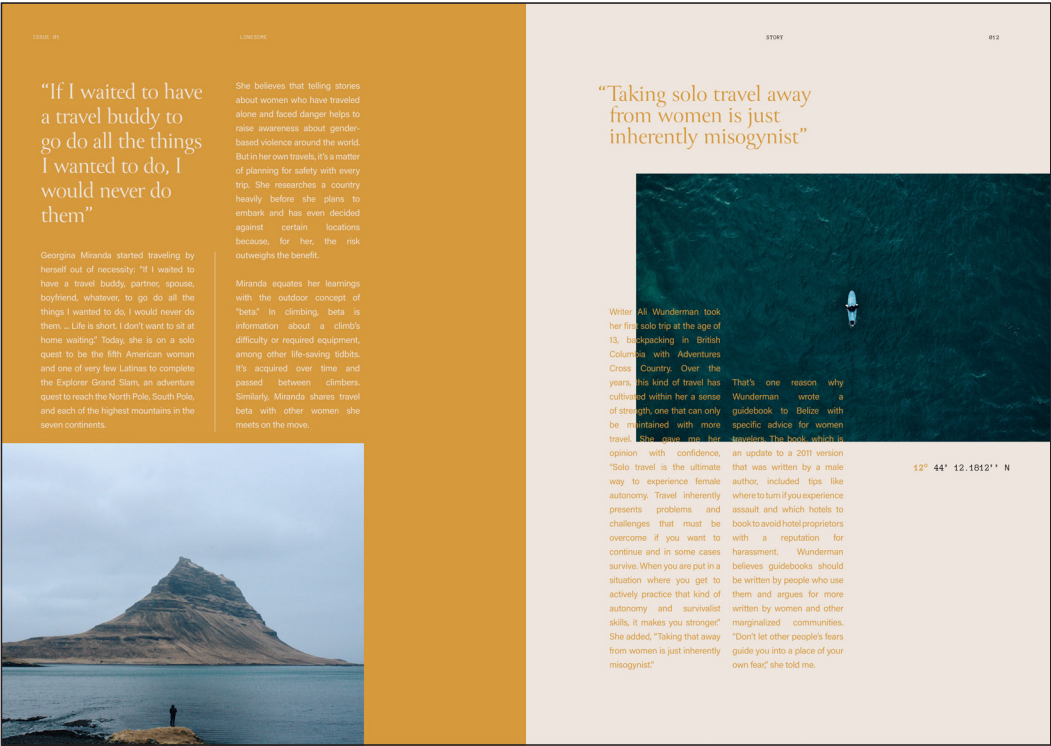 ISSUE 01
LONESOME
“If I waited to have
a travel buddy to
go do all the things
I wanted to do, I
would never do
them”
Georgina Miranda started traveling by
herself out of necessity: “If I waited to
have a travel buddy, partner, spouse,
boyfriend, whatever, to go do all the
things I wanted to do, I would never do
them. ... Life is short. I don’t want to sit at
home waiting.” Today, she is on a solo
quest to be the fifth American woman
and one of very few Latinas to complete
the Explorer Grand Slam, an adventure
quest to reach the North Pole, South Pole,
and each of the highest mountains in the
seven continents.
She believes that telling stories
about women who have traveled
alone and faced danger helps to
raise awareness about gender-
based violence around the world.
But in her own travels, it’s a matter
of planning for safety with every
trip. She researches a country
heavily before she plans to
embark and has even decided
against certain locations
because, for her, the risk
outweighs the benefit.
Miranda equates her learnings
with the outdoor concept of
“beta.” In climbing, beta is
information about a climb’s
difficulty or required equipment,
among other life-saving tidbits.
It’s acquired over time and
passed between climbers.
Similarly, Miranda shares travel
beta with other women she
meets on the move.
STORY
012
“Taking solo travel away
from women is just
inherently misogynist”
Writer Ali Wunderman took
her first solo trip at the age of
13, backpacking in British
Columbia with Adventures
Cross Country. Over the
years, this kind of travel has
cultivated within her a sense
of strength, one that can only
be maintained with more
travel. She gave me her
opinion with confidence,
“Solo travel is the ultimate
way to experience female
autonomy. Travel inherently
presents problems and
challenges that must be
overcome if you want to
continue and in some cases
survive. When you are put in a
situation where you get to
actively practice that kind of
autonomy and survivalist
skills, it makes you stronger.”
She added, “Taking that away
from women is just inherently
misogynist.”
That’s one reason why
Wunderman wrote a
guidebook to Belize with
specific advice for women
travelers. The book, which is
an update to a 2011 version
that was written by a male
author, included tips like
where to turn if you experience
assault and which hotels to
book to avoid hotel proprietors
with a reputation for
harassment. Wunderman
believes guidebooks should
be written by people who use
them and argues for more
written by women and other
marginalized communities.
“Don’t let other people’s fears
guide you into a place of your
own fear,” she told me.
12° 44' 12.1812'' N